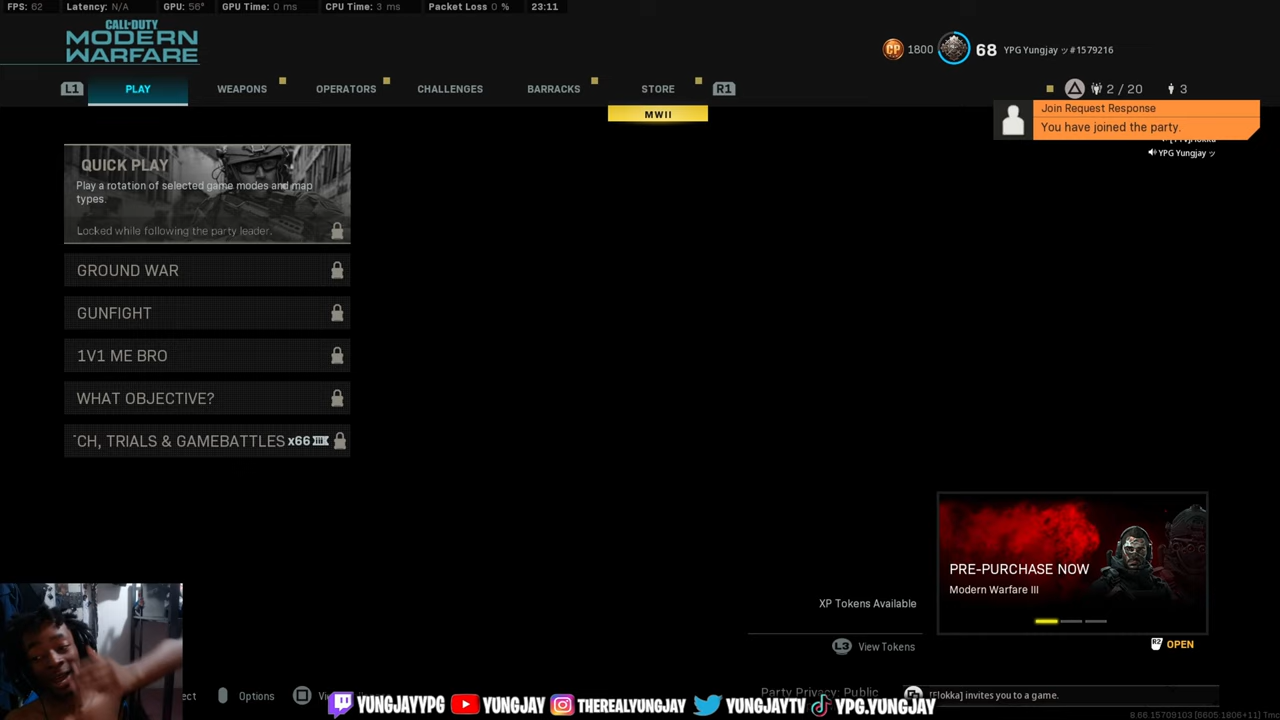 FPS: 62 Latency: N/A GPU: 56° GPU Time: 0 ms CPU Time: 3 ms Packet Loss 0 % 23:11
CALL OF DUTY
MODERN
WARFARE
CP 1800 68 YPG Yungjay ッ#1579216
L1 PLAY WEAPONS OPERATORS CHALLENGES BARRACKS STORE R1
2 / 20 3
MWII
Join Request Response
You have joined the party.
YPG Yungjay ッ
QUICK PLAY
Play a rotation of selected game modes and map
types.
Locked while following the party leader.
GROUND WAR
GUNFIGHT
1V1 ME BRO
WHAT OBJECTIVE?
CH, TRIALS & GAMEBATTLES x66
PRE-PURCHASE NOW
Modern Warfare III
XP Tokens Available
R2 OPEN
L3 View Tokens
Options
Party Privacy: Public
[Flokka] invites you to a game.
YUNGJAYYPG YUNGJAY THEREALYUNGJAY YUNGJAYTV YPG.YUNGJAY